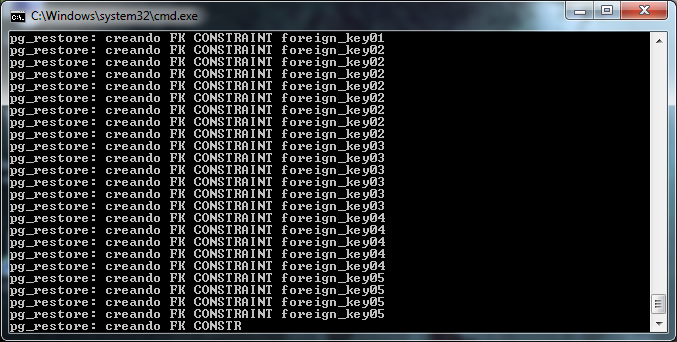 C:\Windows\system32\cmd.exe
pg_restore: creando FK CONSTRAINT foreign_key01
pg_restore: creando FK CONSTRAINT foreign_key02
pg_restore: creando FK CONSTRAINT foreign_key02
pg_restore: creando FK CONSTRAINT foreign_key02
pg_restore: creando FK CONSTRAINT foreign_key02
pg_restore: creando FK CONSTRAINT foreign_key02
pg_restore: creando FK CONSTRAINT foreign_key02
pg_restore: creando FK CONSTRAINT foreign_key02
pg_restore: creando FK CONSTRAINT foreign_key02
pg_restore: creando FK CONSTRAINT foreign_key03
pg_restore: creando FK CONSTRAINT foreign_key03
pg_restore: creando FK CONSTRAINT foreign_key03
pg_restore: creando FK CONSTRAINT foreign_key03
pg_restore: creando FK CONSTRAINT foreign_key03
pg_restore: creando FK CONSTRAINT foreign_key03
pg_restore: creando FK CONSTRAINT foreign_key04
pg_restore: creando FK CONSTRAINT foreign_key04
pg_restore: creando FK CONSTRAINT foreign_key04
pg_restore: creando FK CONSTRAINT foreign_key04
pg_restore: creando FK CONSTRAINT foreign_key04
pg_restore: creando FK CONSTRAINT foreign_key05
pg_restore: creando FK CONSTRAINT foreign_key05
pg_restore: creando FK CONSTRAINT foreign_key05
pg_restore: creando FK CONSTRAINT foreign_key05
pg_restore: creando FK CONSTR